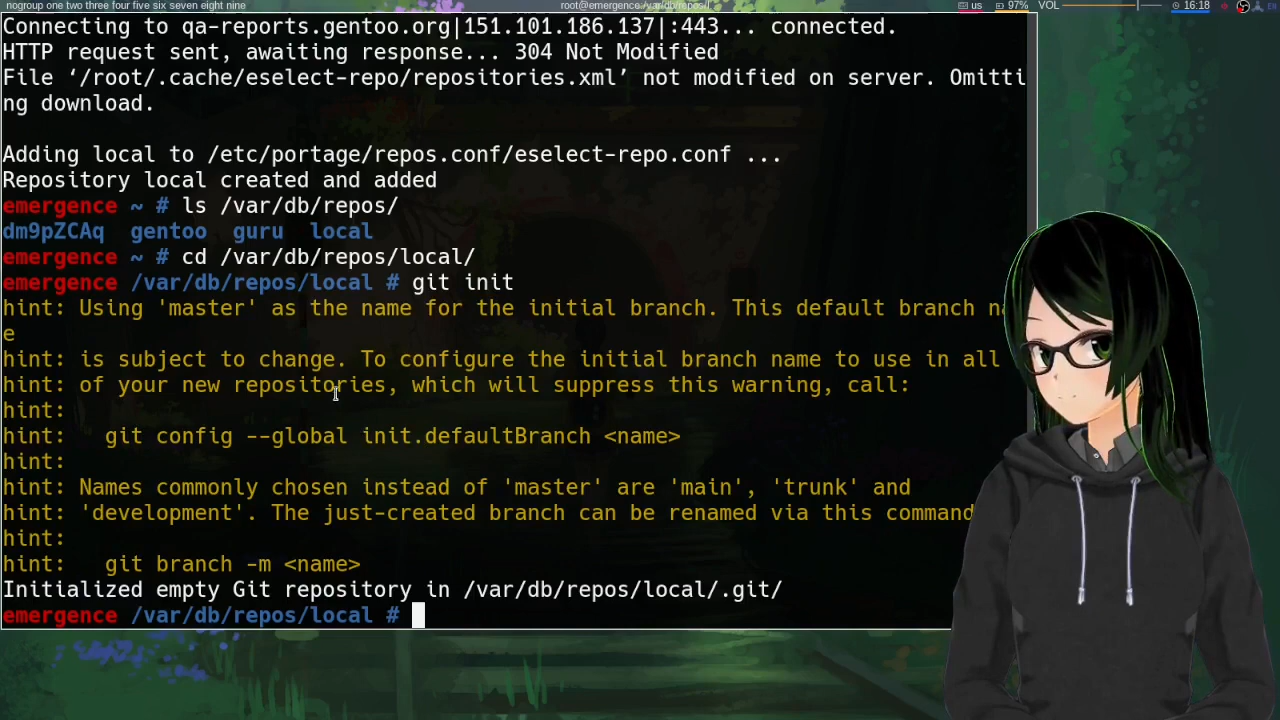 nogroup one two three four five six seven eight nine root@emergence:/var/db/repos/l us 97% VOL 16:18 EN
Connecting to qa-reports.gentoo.org|151.101.186.137|:443... connected.
HTTP request sent, awaiting response... 304 Not Modified
File ‘/root/.cache/eselect-repo/repositories.xml’ not modified on server. Omitti
ng download.
Adding local to /etc/portage/repos.conf/eselect-repo.conf ...
Repository local created and added
emergence ~ # ls /var/db/repos/
dm9pZCAq gentoo guru local
emergence ~ # cd /var/db/repos/local/
emergence /var/db/repos/local # git init
hint: Using 'master' as the name for the initial branch. This default branch na
e
hint: is subject to change. To configure the initial branch name to use in all
hint: of your new repositories, which will suppress this warning, call:
hint:
hint: git config --global init.defaultBranch <name>
hint:
hint: Names commonly chosen instead of 'master' are 'main', 'trunk' and
hint: 'development'. The just-created branch can be renamed via this command
hint:
hint: git branch -m <name>
Initialized empty Git repository in /var/db/repos/local/.git/
emergence /var/db/repos/local #